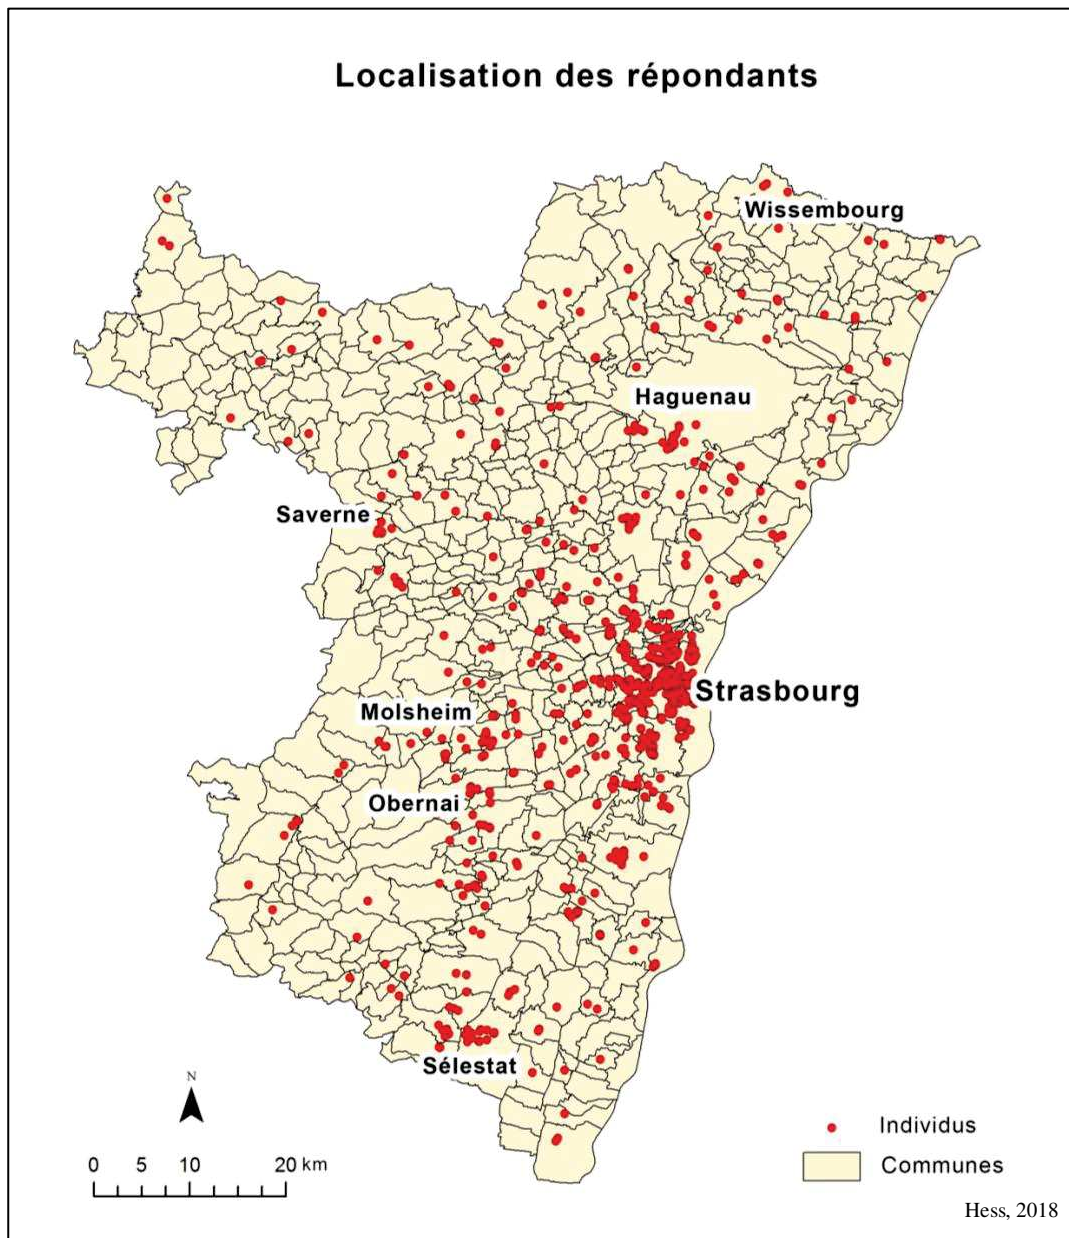 Localisation des répondants
Wissembourg
Haguenau
Saverne
Strasbourg
Molsheim
Obernai
Sélestat
N
0 5 10 20 km
Individus
Communes
Hess, 2018